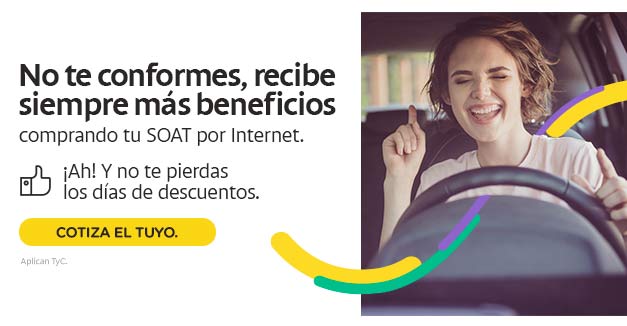 No te conformes, recibe
siempre más beneficios
comprando tu SOAT por Internet.
¡Ah! Y no te pierdas
los días de descuentos.
COTIZA EL TUYO.
Aplican TyC.